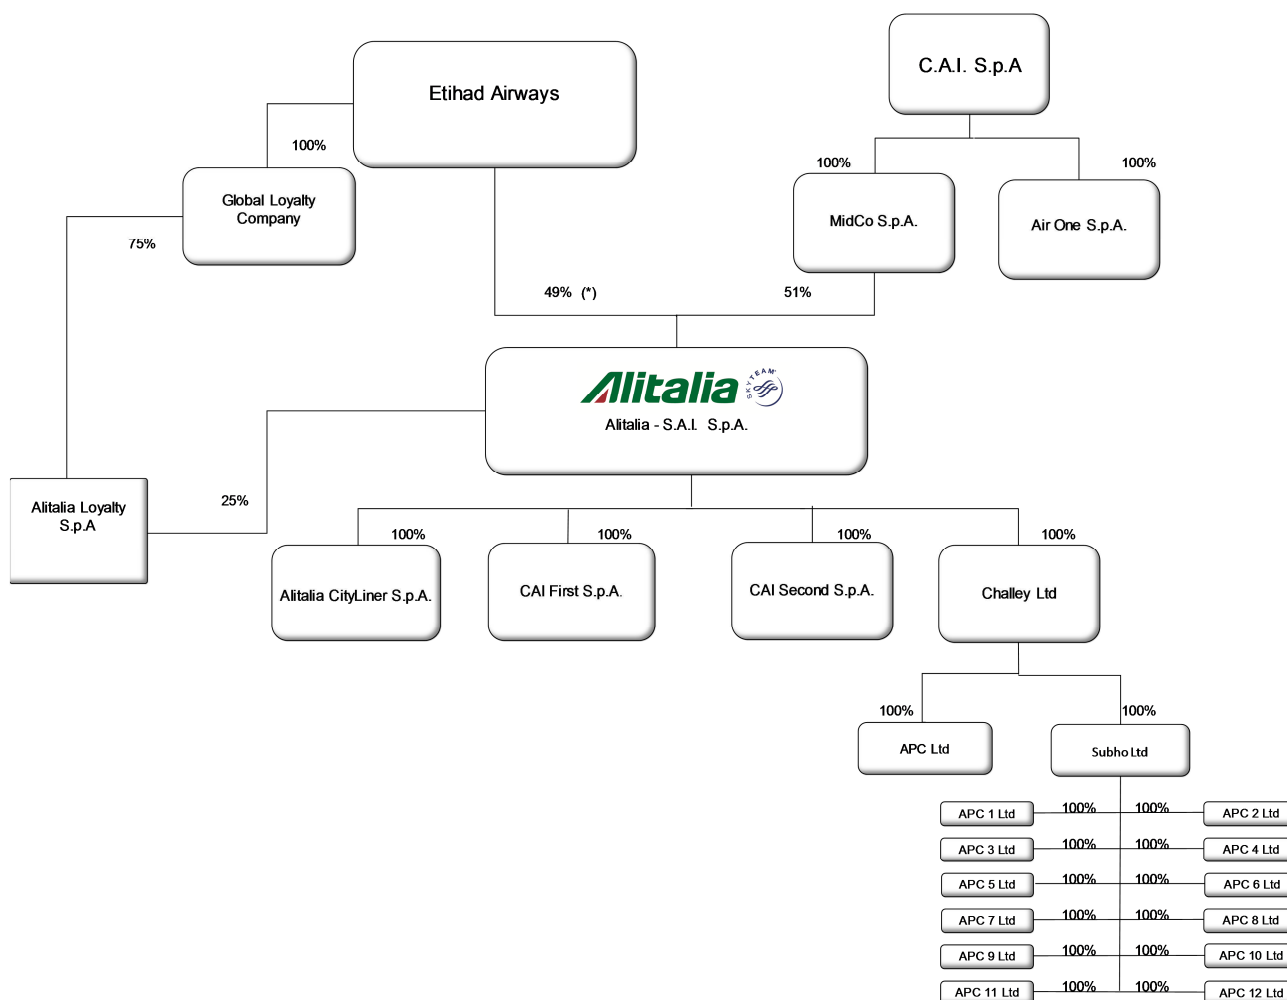 C.A.I. S.p.A
Etihad Airways
100%
100%
100%
Global Loyalty
Company
MidCo S.p.A.
Air One S.p.A.
75%
49% (*)
51%
Alitalia
SKYTEAM
Alitalia - S.A.I. S.p.A.
Alitalia Loyalty
S.p.A
25%
100%
100%
100%
100%
Alitalia CityLiner S.p.A.
CAI First S.p.A.
CAI Second S.p.A.
Challey Ltd
100%
100%
APC Ltd
Subho Ltd
APC 1 Ltd 100% 100% APC 2 Ltd
APC 3 Ltd 100% 100% APC 4 Ltd
APC 5 Ltd 100% 100% APC 6 Ltd
APC 7 Ltd 100% 100% APC 8 Ltd
APC 9 Ltd 100% 100% APC 10 Ltd
APC 11 Ltd 100% 100% APC 12 Ltd